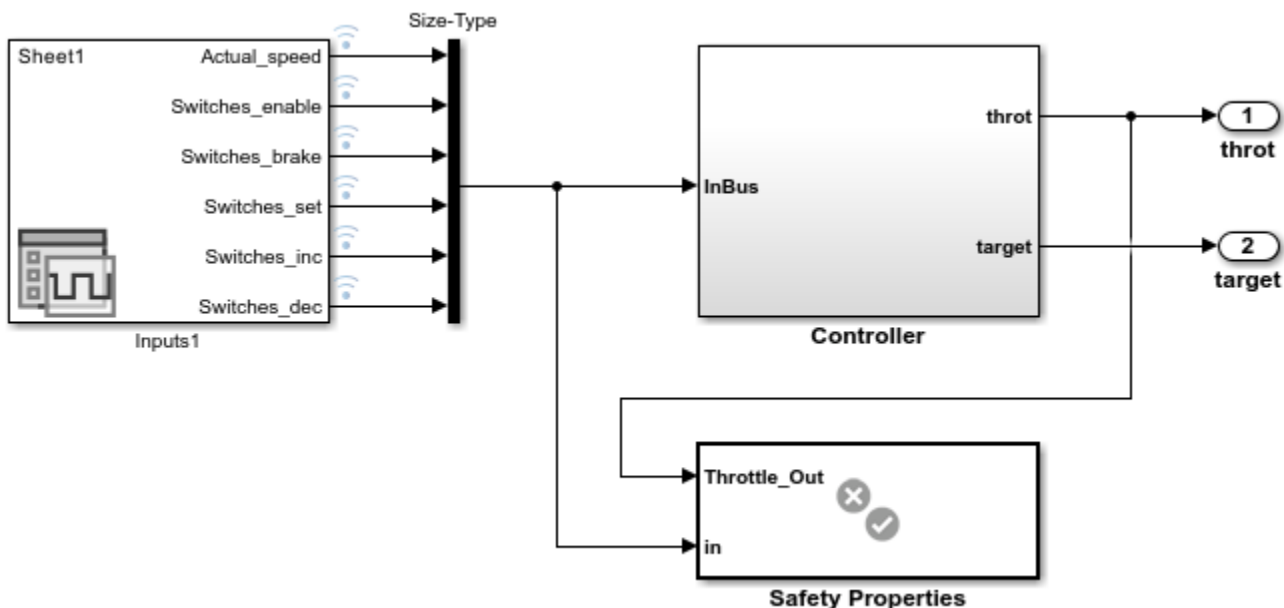 Size-Type
Sheet1
Actual_speed
Switches_enable
Switches_brake
Switches_set
Switches_inc
Switches_dec
Inputs1
InBus
throt
target
Controller
1
throt
2
target
Throttle_Out
in
Safety Properties